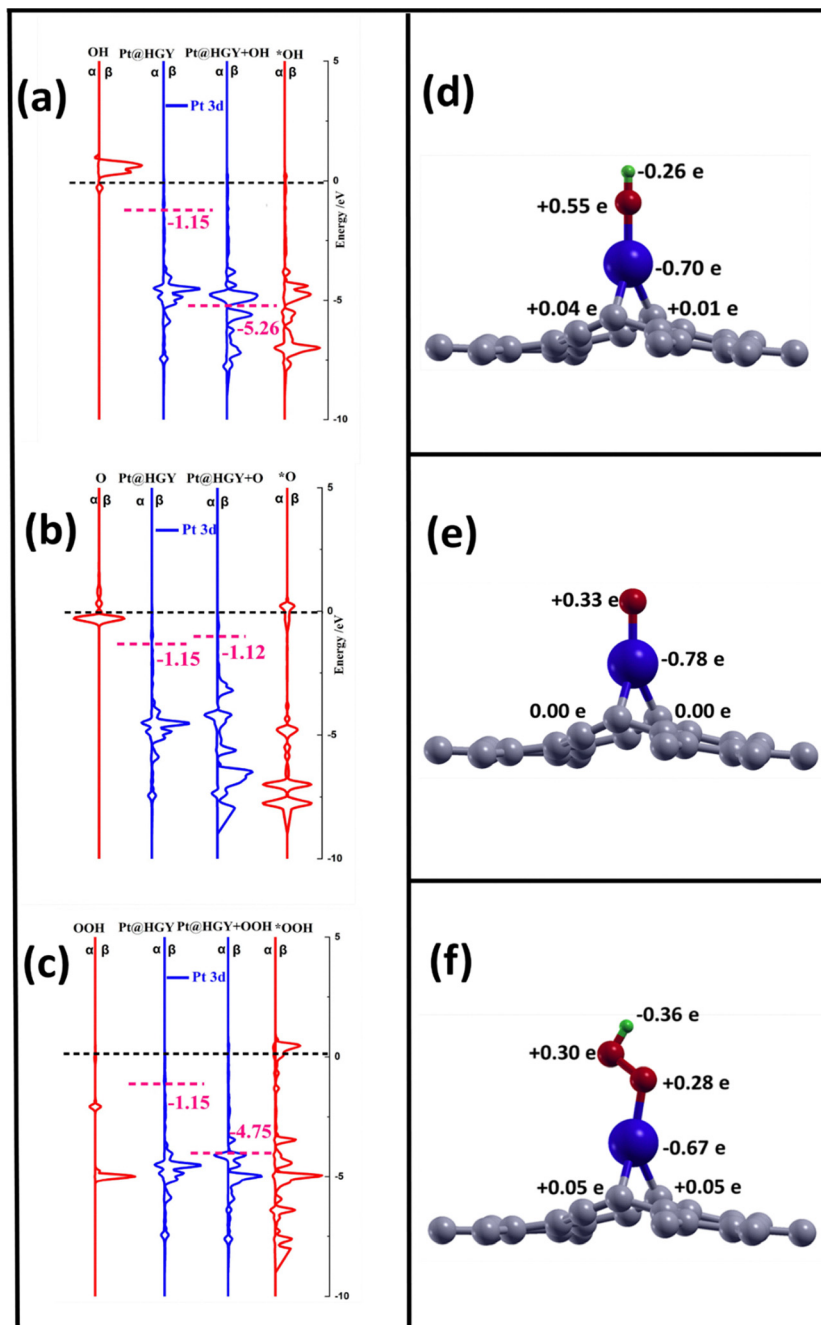 (a)
OH Pt@HGY Pt@HGY+OH *OH
α β α β α β α β
Pt 3d
5
0
-5
-10
Energy /eV
-1.15
-5.26
(d)
-0.26 e
+0.55 e
-0.70 e
+0.04 e
+0.01 e
(b)
O Pt@HGY Pt@HGY+O *O
α β α β α β α β
Pt 3d
5
0
-5
-10
Energy /eV
-1.15
-1.12
(e)
+0.33 e
-0.78 e
0.00 e
0.00 e
(c)
OOH Pt@HGY Pt@HGY+OOH *OOH
α β α β α β α β
Pt 3d
5
0
-5
-10
Energy /eV
-1.15
-4.75
(f)
-0.36 e
+0.30 e
+0.28 e
-0.67 e
+0.05 e
+0.05 e